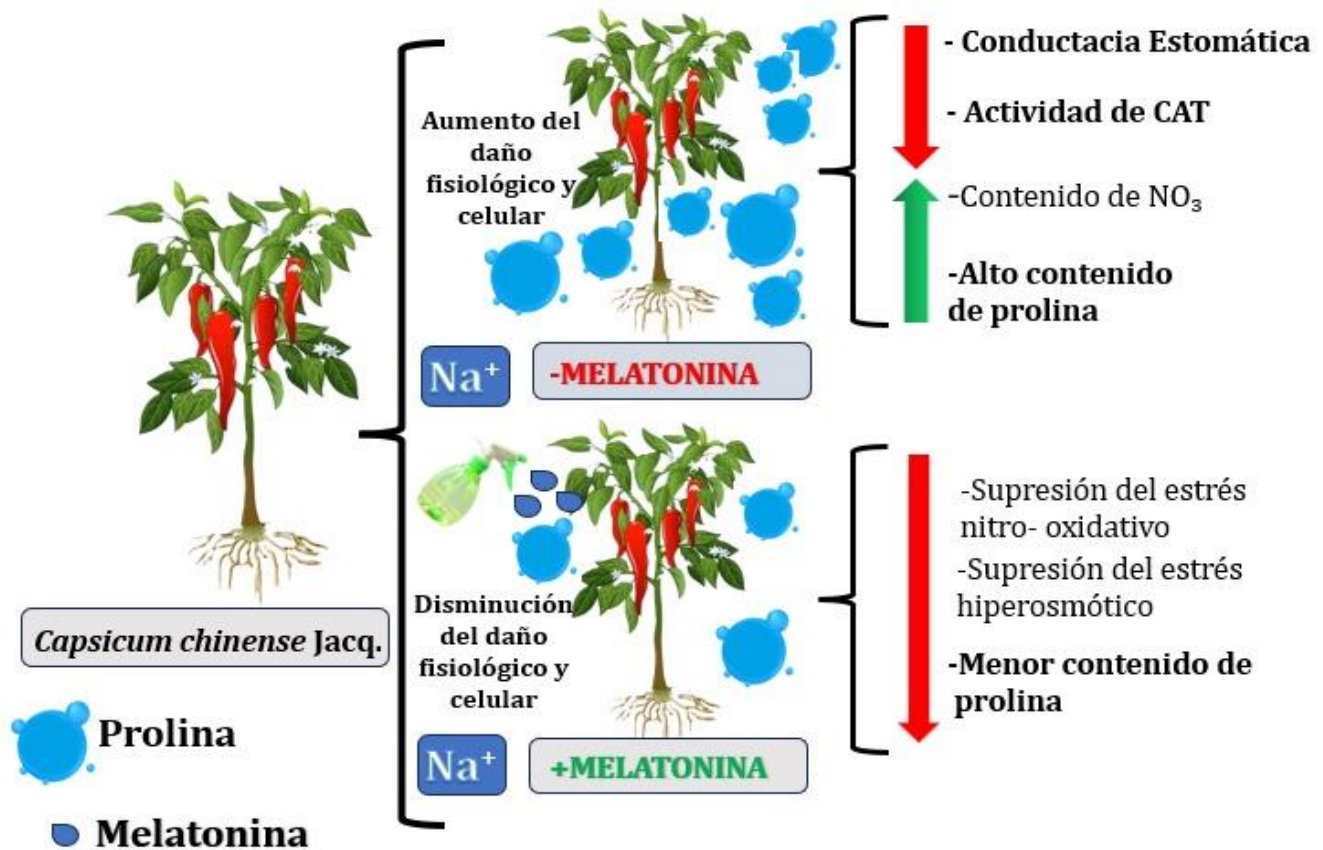 Capsicum chinense Jacq.
Prolina
Melatonina
Aumento del
daño
fisiológico y
celular
Na⁺
-MELATONINA
- Conductacia Estomática
- Actividad de CAT
-Contenido de NO₃
-Alto contenido
de prolina
Disminución
del daño
fisiológico y
celular
Na⁺
+MELATONINA
-Supresión del estrés
nitro- oxidativo
-Supresión del estrés
hiperosmótico
-Menor contenido de
prolina